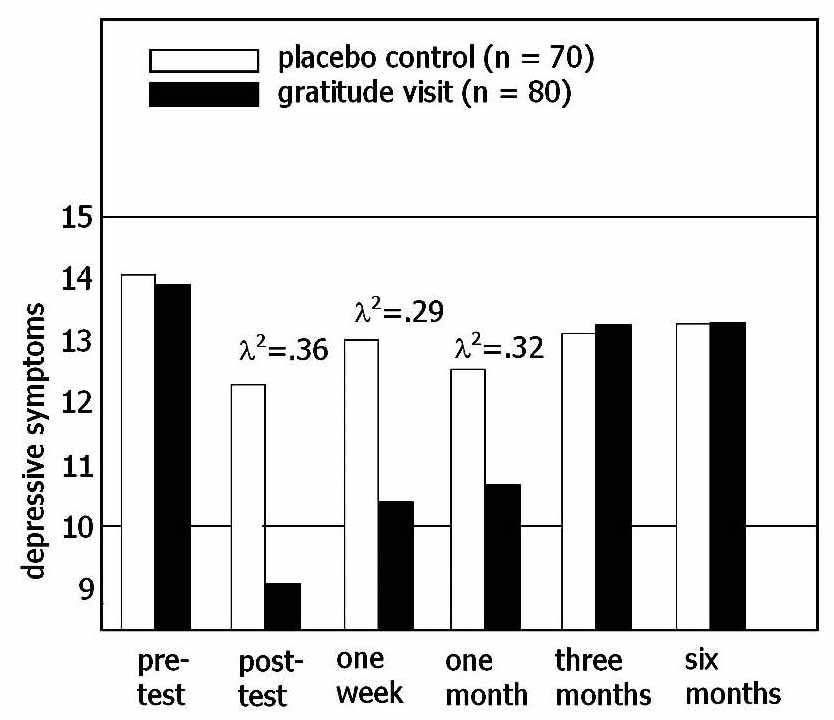 placebo control (n = 70)
gratitude visit (n = 80)
depressive symptoms
15
14
13
12
11
10
9
λ²=.36
λ²=.29
λ²=.32
pre-
test
post-
test
one
week
one
month
three
months
six
months